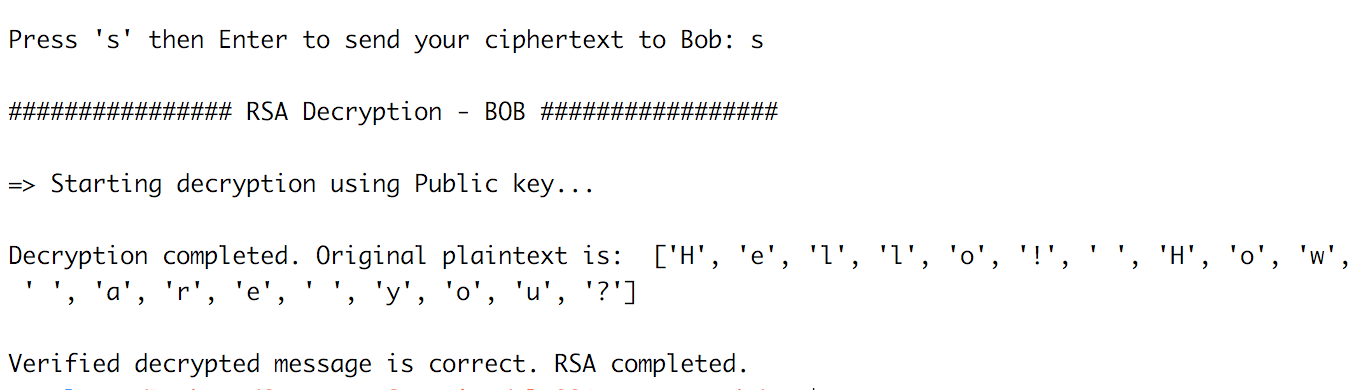 Press 's' then Enter to send your ciphertext to Bob: s
################ RSA Decryption - BOB #################
=> Starting decryption using Public key...
Decryption completed. Original plaintext is:  ['H', 'e', 'l', 'l', 'o', '!', ' ', 'H', 'o', 'w',
' ', 'a', 'r', 'e', ' ', 'y', 'o', 'u', '?']
Verified decrypted message is correct. RSA completed.